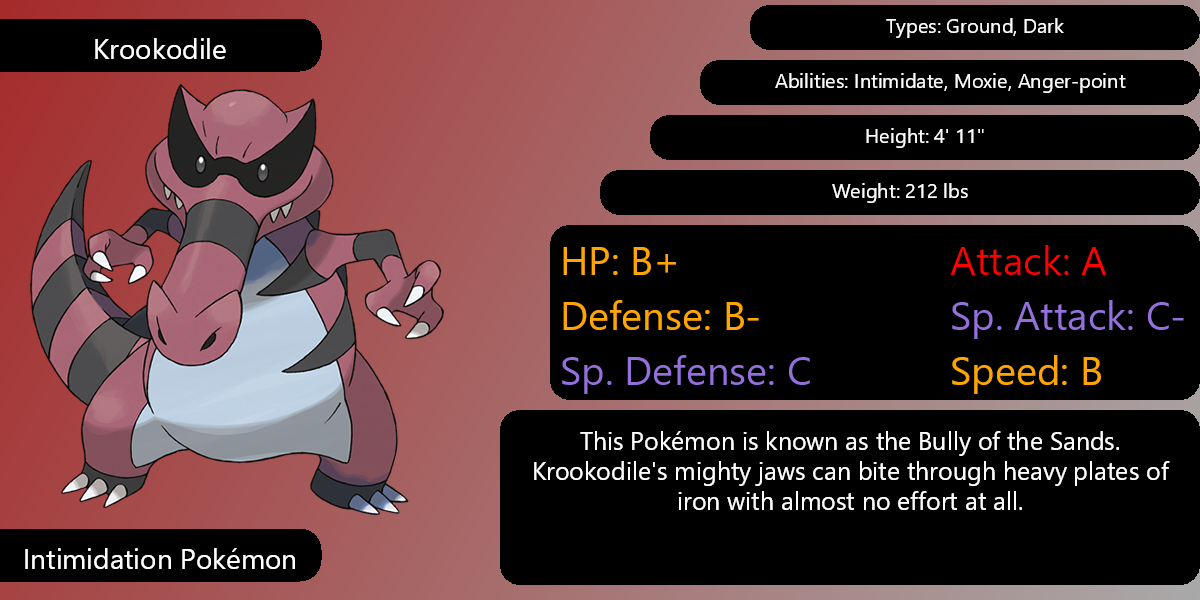 Krookodile
Types: Ground, Dark
Abilities: Intimidate, Moxie, Anger-point
Height: 4' 11"
Weight: 212 lbs
HP: B+
Attack: A
Defense: B-
Sp. Attack: C-
Sp. Defense: C
Speed: B
This Pokémon is known as the Bully of the Sands.
Krookodile's mighty jaws can bite through heavy plates of
iron with almost no effort at all.
Intimidation Pokémon